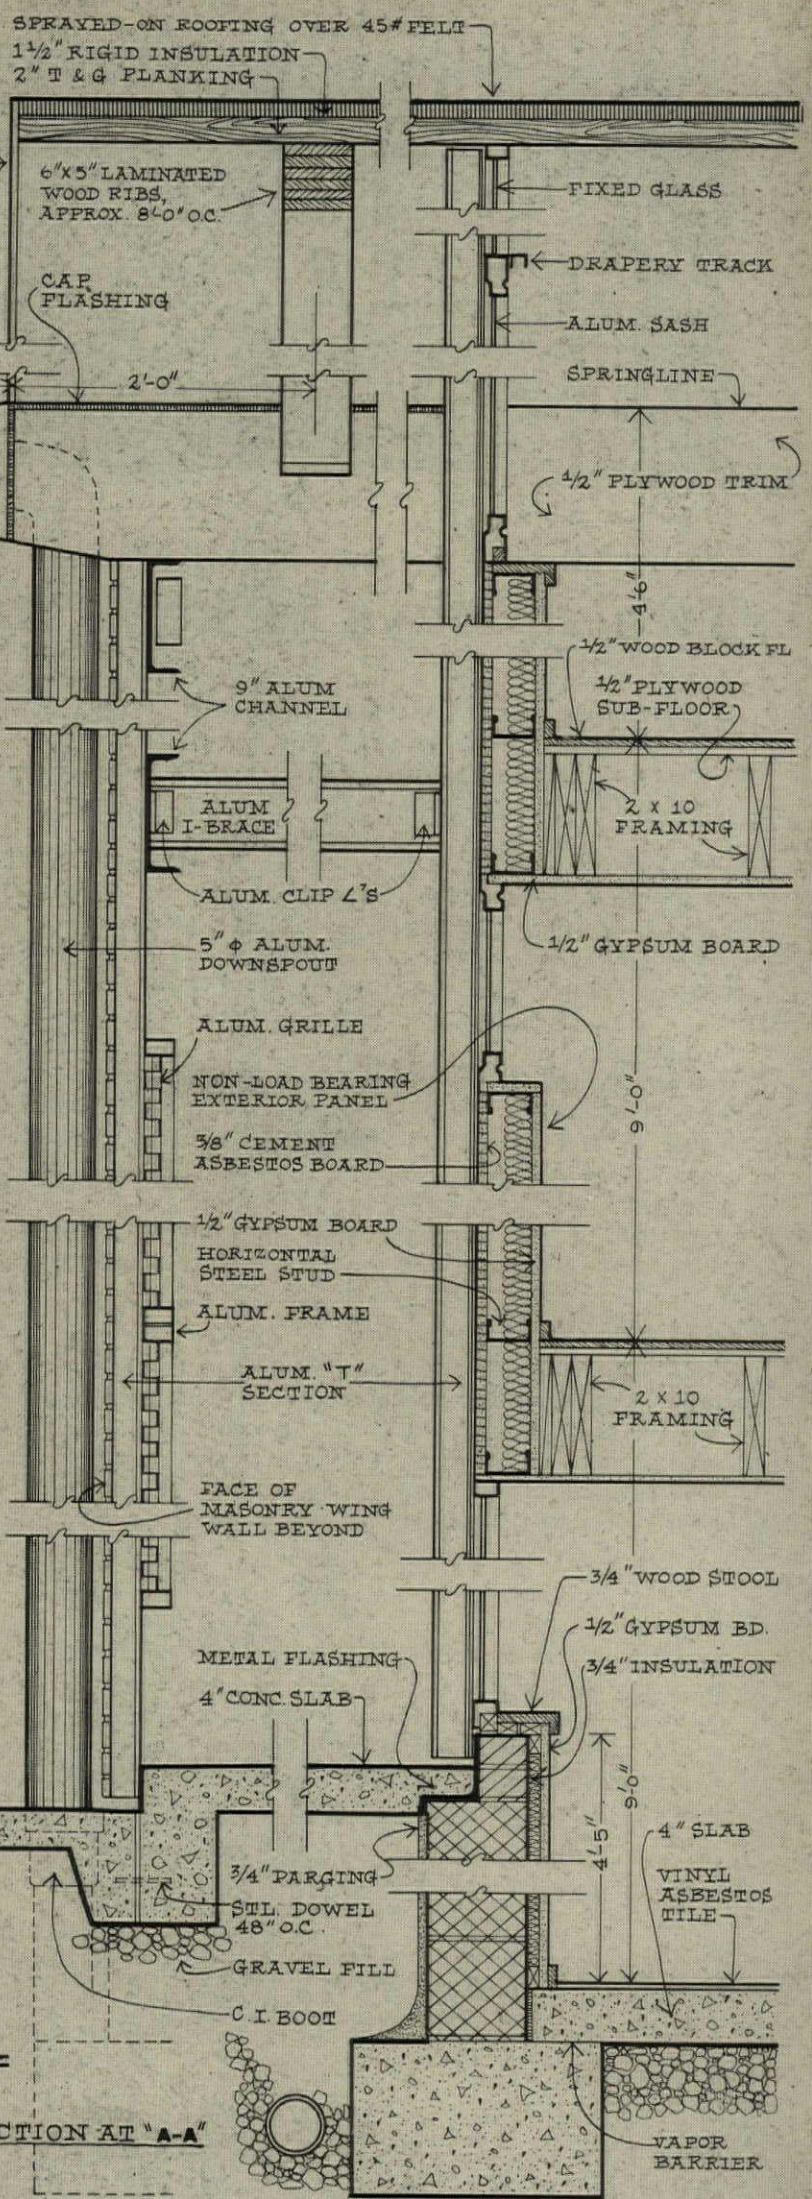 SPRAYED-ON ROOFING OVER 45# FELT
1 1/2" RIGID INSULATION
2" T & G PLANKING
6"X5" LAMINATED
WOOD RIBS,
APPROX. 8'-0" O.C.
FIXED GLASS
DRAPERY TRACK
CAP
FLASHING
ALUM. SASH
2'-0"
SPRINGLINE
1/2" PLYWOOD TRIM
4'-6"
1/2" WOOD BLOCK FL
1/2" PLYWOOD
SUB-FLOOR
9" ALUM
CHANNEL
ALUM
I-BRACE
2 X 10
FRAMING
ALUM. CLIP ∠'S
5" φ ALUM.
DOWNSPOUT
1/2" GYPSUM BOARD
ALUM. GRILLE
NON-LOAD BEARING
EXTERIOR PANEL
9'-0"
3/8" CEMENT
ASBESTOS BOARD
1/2" GYPSUM BOARD
HORIZONTAL
STEEL STUD
ALUM. FRAME
ALUM. "T"
SECTION
2 X 10
FRAMING
FACE OF
MASONRY WING
WALL BEYOND
3/4" WOOD STOOL
1/2" GYPSUM BD.
METAL FLASHING
3/4" INSULATION
4" CONC. SLAB
4'-5"
9'-0"
4" SLAB
3/4" PARGING
VINYL
ASBESTOS
TILE
STL. DOWEL
48" O.C.
GRAVEL FILL
C.I. BOOT
CTION AT "A-A"
VAPOR
BARRIER